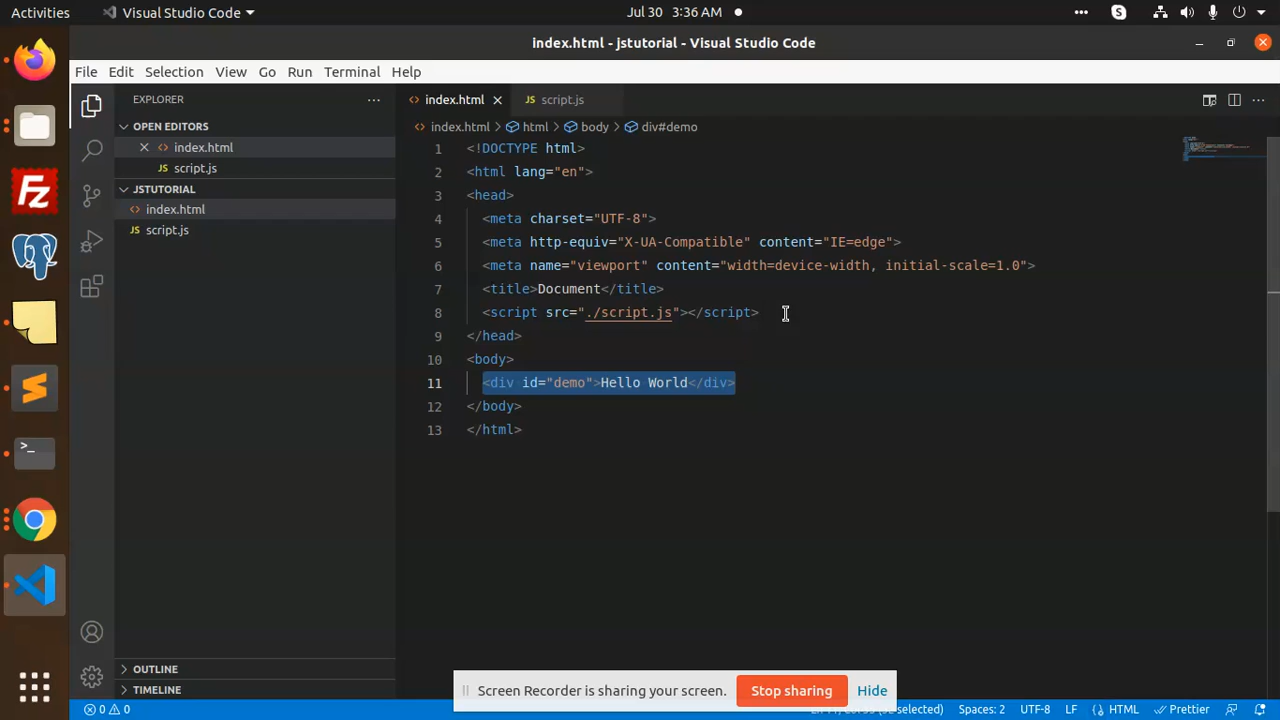 Activities
Visual Studio Code
Jul 30 3:36 AM
index.html - jstutorial - Visual Studio Code
File Edit Selection View Go Run Terminal Help
EXPLORER
OPEN EDITORS
index.html
JS script.js
JSTUTORIAL
index.html
JS script.js
OUTLINE
TIMELINE
index.html
JS script.js
index.html > html > body > div#demo
1 <!DOCTYPE html>
2 <html lang="en">
3 <head>
4 <meta charset="UTF-8">
5 <meta http-equiv="X-UA-Compatible" content="IE=edge">
6 <meta name="viewport" content="width=device-width, initial-scale=1.0">
7 <title>Document</title>
8 <script src="./script.js"></script>
9 </head>
10 <body>
11 <div id="demo">Hello World</div>
12 </body>
13 </html>
Screen Recorder is sharing your screen. Stop sharing Hide
0 0
selected) Spaces: 2 UTF-8 LF HTML Prettier